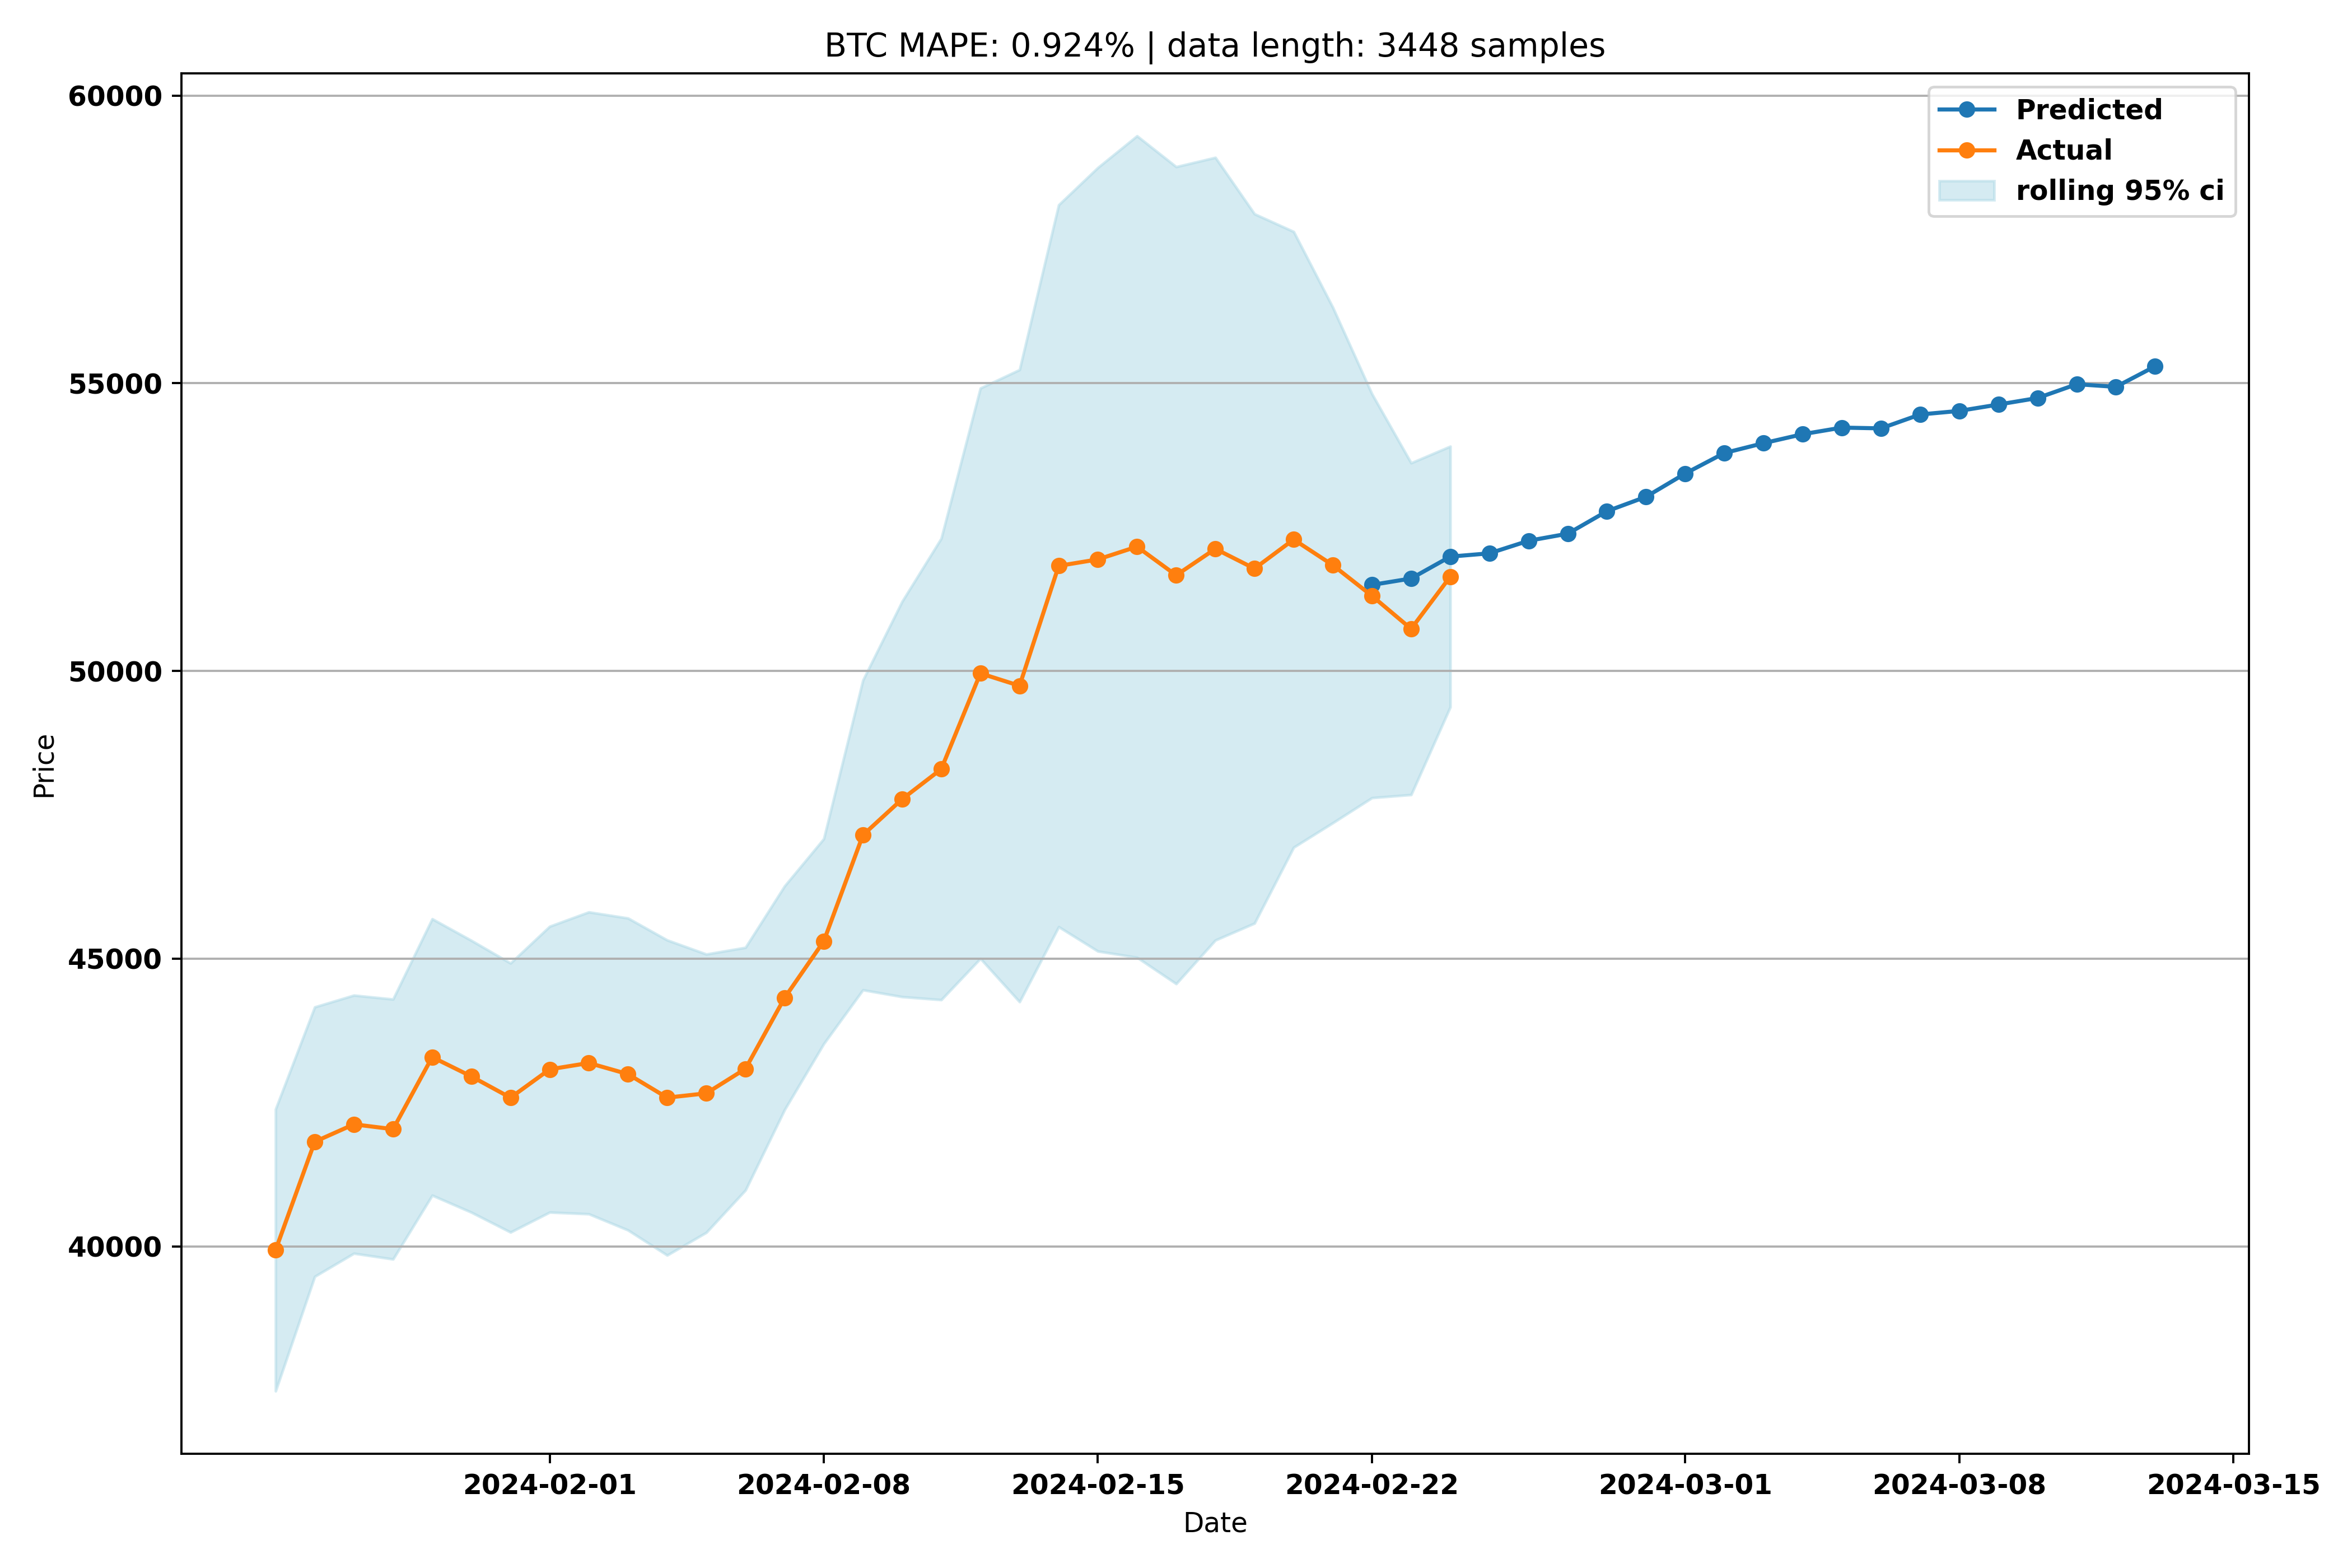 BTC MAPE: 0.924% | data length: 3448 samples
60000
55000
50000
45000
40000
Price
Predicted
Actual
rolling 95% ci
2024-02-01
2024-02-08
2024-02-15
2024-02-22
2024-03-01
2024-03-08
2024-03-15
Date